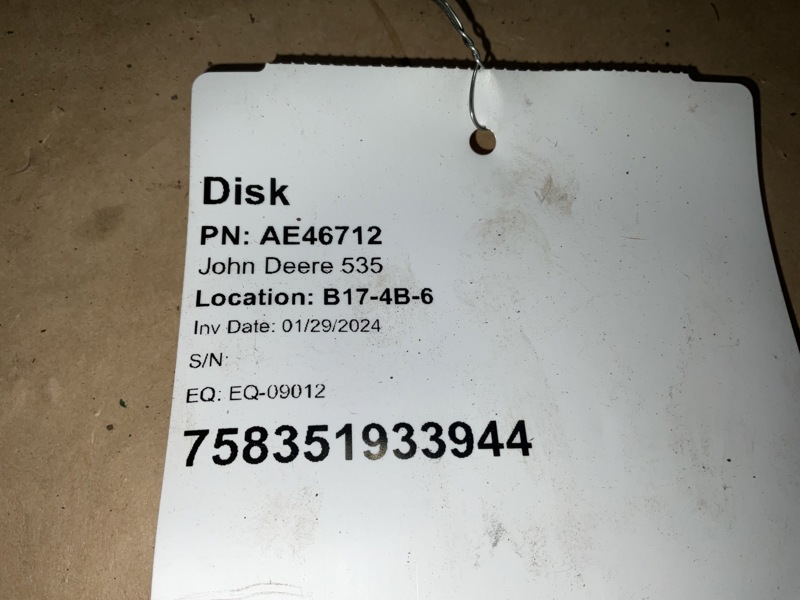 Disk
PN: AE46712
John Deere 535
Location: B17-4B-6
Inv Date: 01/29/2024
S/N:
EQ: EQ-09012
758351933944